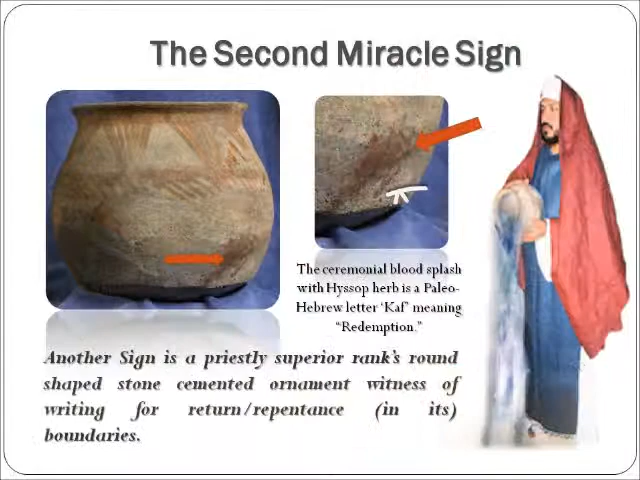 The Second Miracle Sign
The ceremonial blood splash
with Hyssop herb is a Paleo-
Hebrew letter ‘Kaf’ meaning
“Redemption.”
Another Sign is a priestly superior rank’s round
shaped stone cemented ornament witness of
writing for return/repentance (in its)
boundaries.